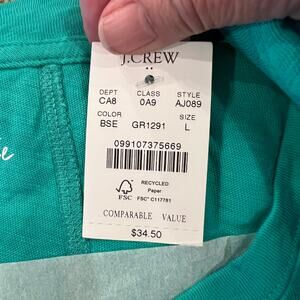 J.CREW
DEPT CLASS STYLE
CA8 0A9 AJ089
COLOR SIZE
BSE GR1291 L
099107375669
FSC
RECYCLED
Paper
FSC® C117781
COMPARABLE VALUE
$34.50